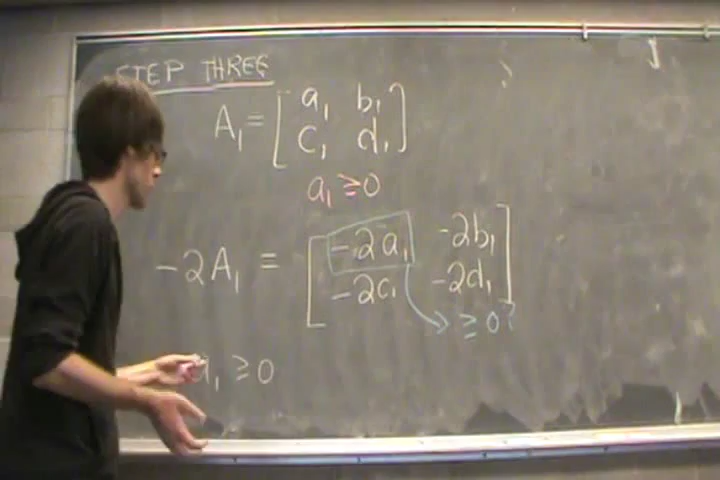 STEP THREE
A₁ = [ a₁ b₁
c₁ d₁ ]
a₁ ≥ 0
-2A₁ = [ -2a₁ -2b₁
-2c₁ -2d₁ ]
≥ 0?
a₁ ≥ 0